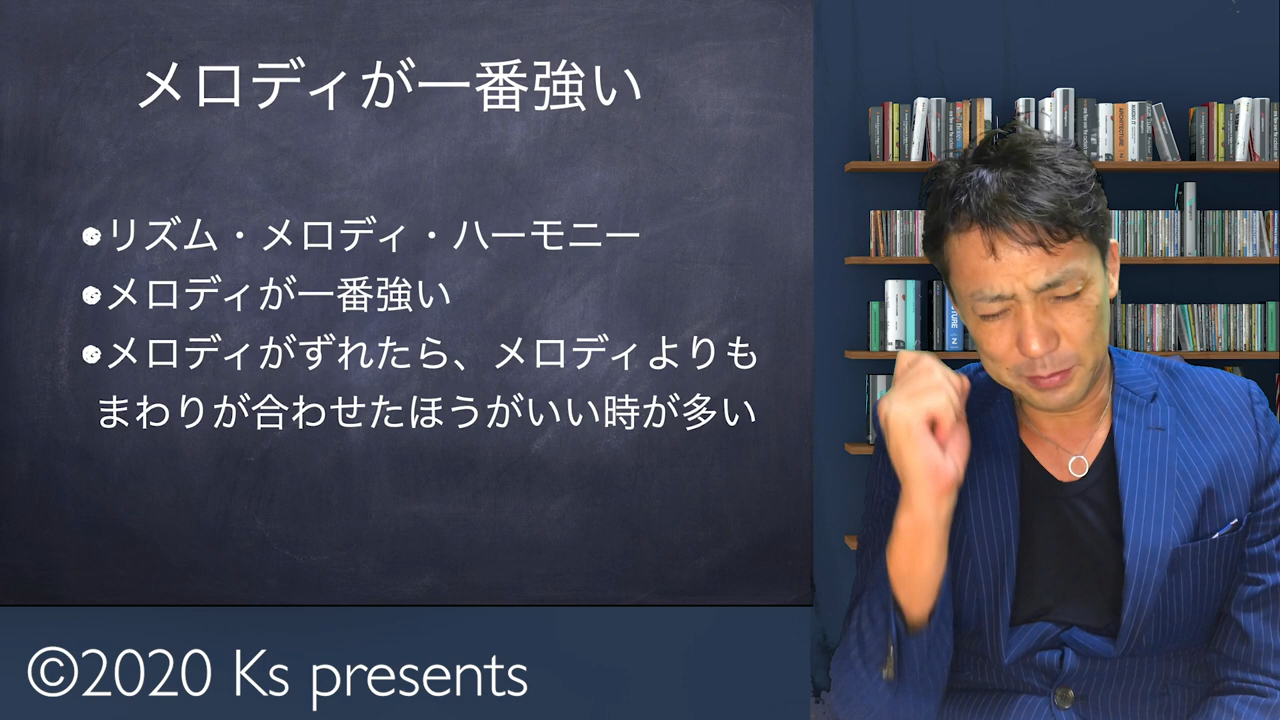 メロディが一番強い
•リズム・メロディ・ハーモニー
•メロディが一番強い
•メロディがずれたら、メロディよりも
まわりが合わせたほうがいい時が多い
©2020 Ks presents
ARCHITECTURE